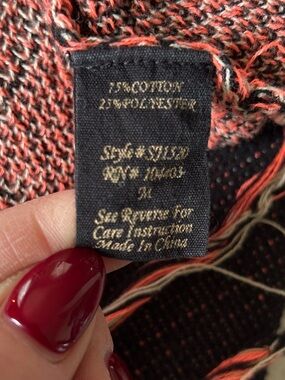 75%COTTON
25%POLYESTER
Style#SJ1520
RN# 104403
M
See Reverse For
Care Instruction
Made In China